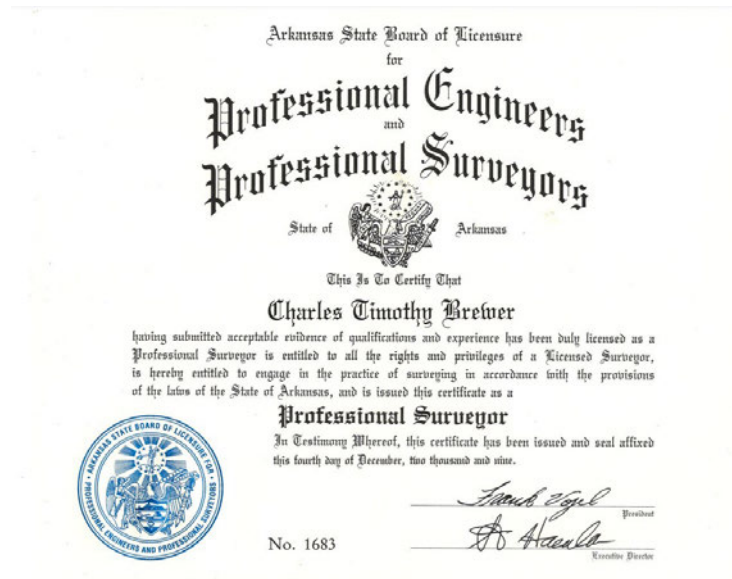 Arkansas State Board of Licensure
for
Professional Engineers
and
Professional Surveyors
State of Arkansas
This Is To Certify That
Charles Timothy Brewer
having submitted acceptable evidence of qualifications and experience has been duly licensed as a
Professional Surveyor is entitled to all the rights and privileges of a Licensed Surveyor,
is hereby entitled to engage in the practice of surveying in accordance with the provisions
of the laws of the State of Arkansas, and is issued this certificate as a
Professional Surveyor
In Testimony Whereof, this certificate has been issued and seal affixed
this fourth day of December, two thousand and nine.
ARKANSAS STATE BOARD OF LICENSURE FOR
PROFESSIONAL ENGINEERS AND PROFESSIONAL SURVEYORS
Frank Vogel
President
No. 1683
Executive Director